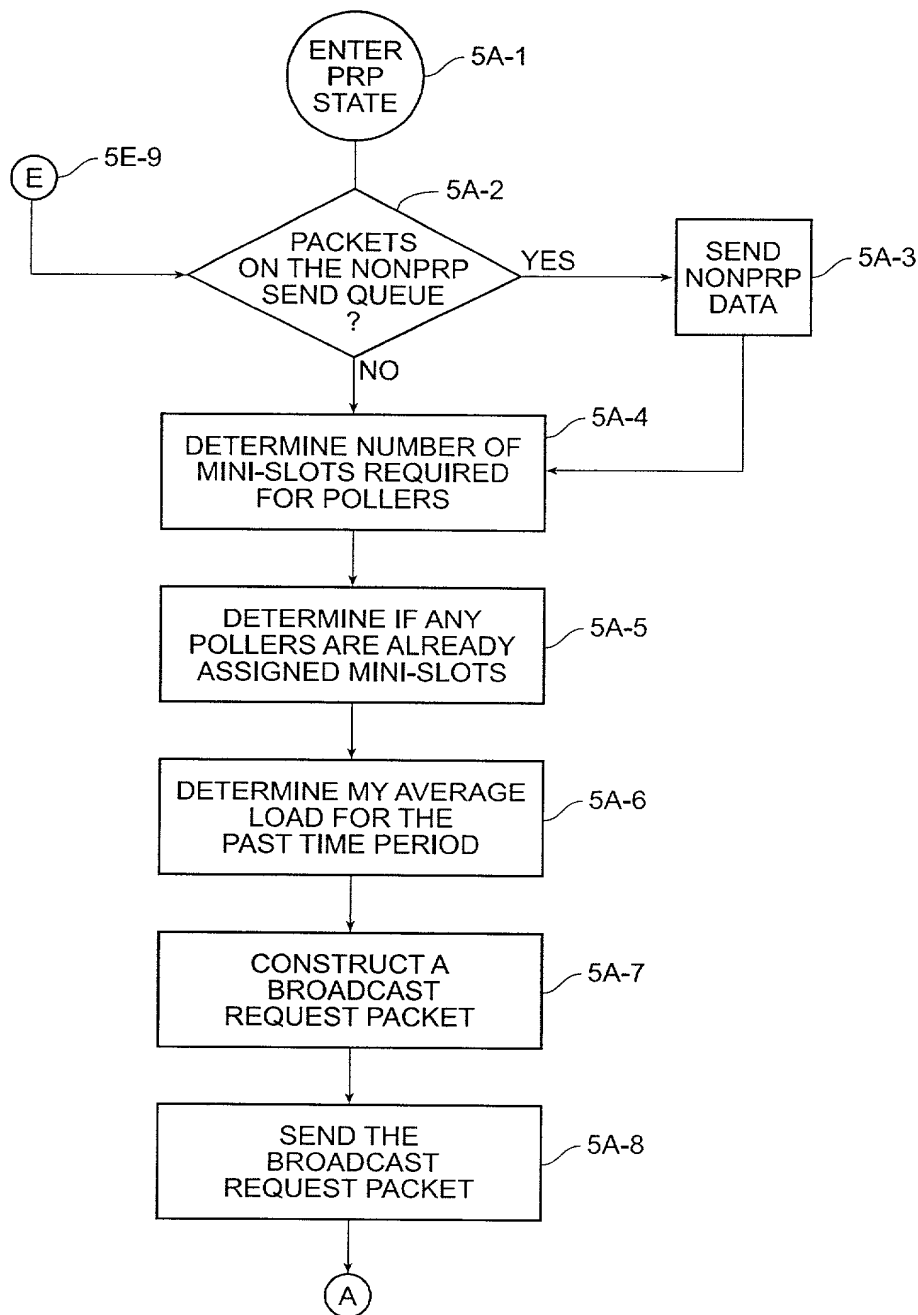 ENTER
PRP
STATE
5A-1
E
5E-9
5A-2
PACKETS
ON THE NONPRP
SEND QUEUE
?
YES
SEND
NONPRP
DATA
5A-3
NO
5A-4
DETERMINE NUMBER OF
MINI-SLOTS REQUIRED
FOR POLLERS
DETERMINE IF ANY
POLLERS ARE ALREADY
ASSIGNED MINI-SLOTS
5A-5
DETERMINE MY AVERAGE
LOAD FOR THE
PAST TIME PERIOD
5A-6
CONSTRUCT A
BROADCAST
REQUEST PACKET
5A-7
SEND THE
BROADCAST
REQUEST PACKET
5A-8
A